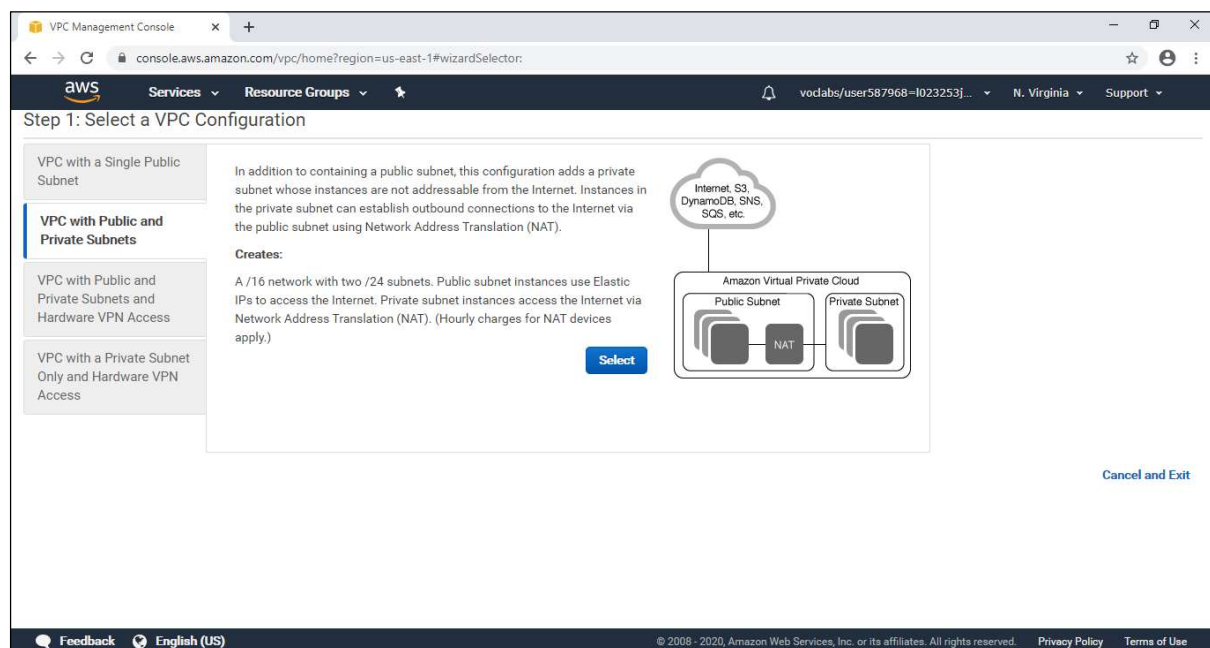 VPC Management Console
console.aws.amazon.com/vpc/home?region=us-east-1#wizardSelector:
aws Services Resource Groups voclabs/user587968=l023253j... N. Virginia Support
Step 1: Select a VPC Configuration
VPC with a Single Public
Subnet
VPC with Public and
Private Subnets
VPC with Public and
Private Subnets and
Hardware VPN Access
VPC with a Private Subnet
Only and Hardware VPN
Access
In addition to containing a public subnet, this configuration adds a private
subnet whose instances are not addressable from the Internet. Instances in
the private subnet can establish outbound connections to the Internet via
the public subnet using Network Address Translation (NAT).
Creates:
A /16 network with two /24 subnets. Public subnet instances use Elastic
IPs to access the Internet. Private subnet instances access the Internet via
Network Address Translation (NAT). (Hourly charges for NAT devices
apply.)
Select
Internet, S3,
DynamoDB, SNS,
SQS, etc.
Amazon Virtual Private Cloud
Public Subnet
Private Subnet
NAT
Cancel and Exit
Feedback English (US) © 2008 - 2020, Amazon Web Services, Inc. or its affiliates. All rights reserved. Privacy Policy Terms of Use